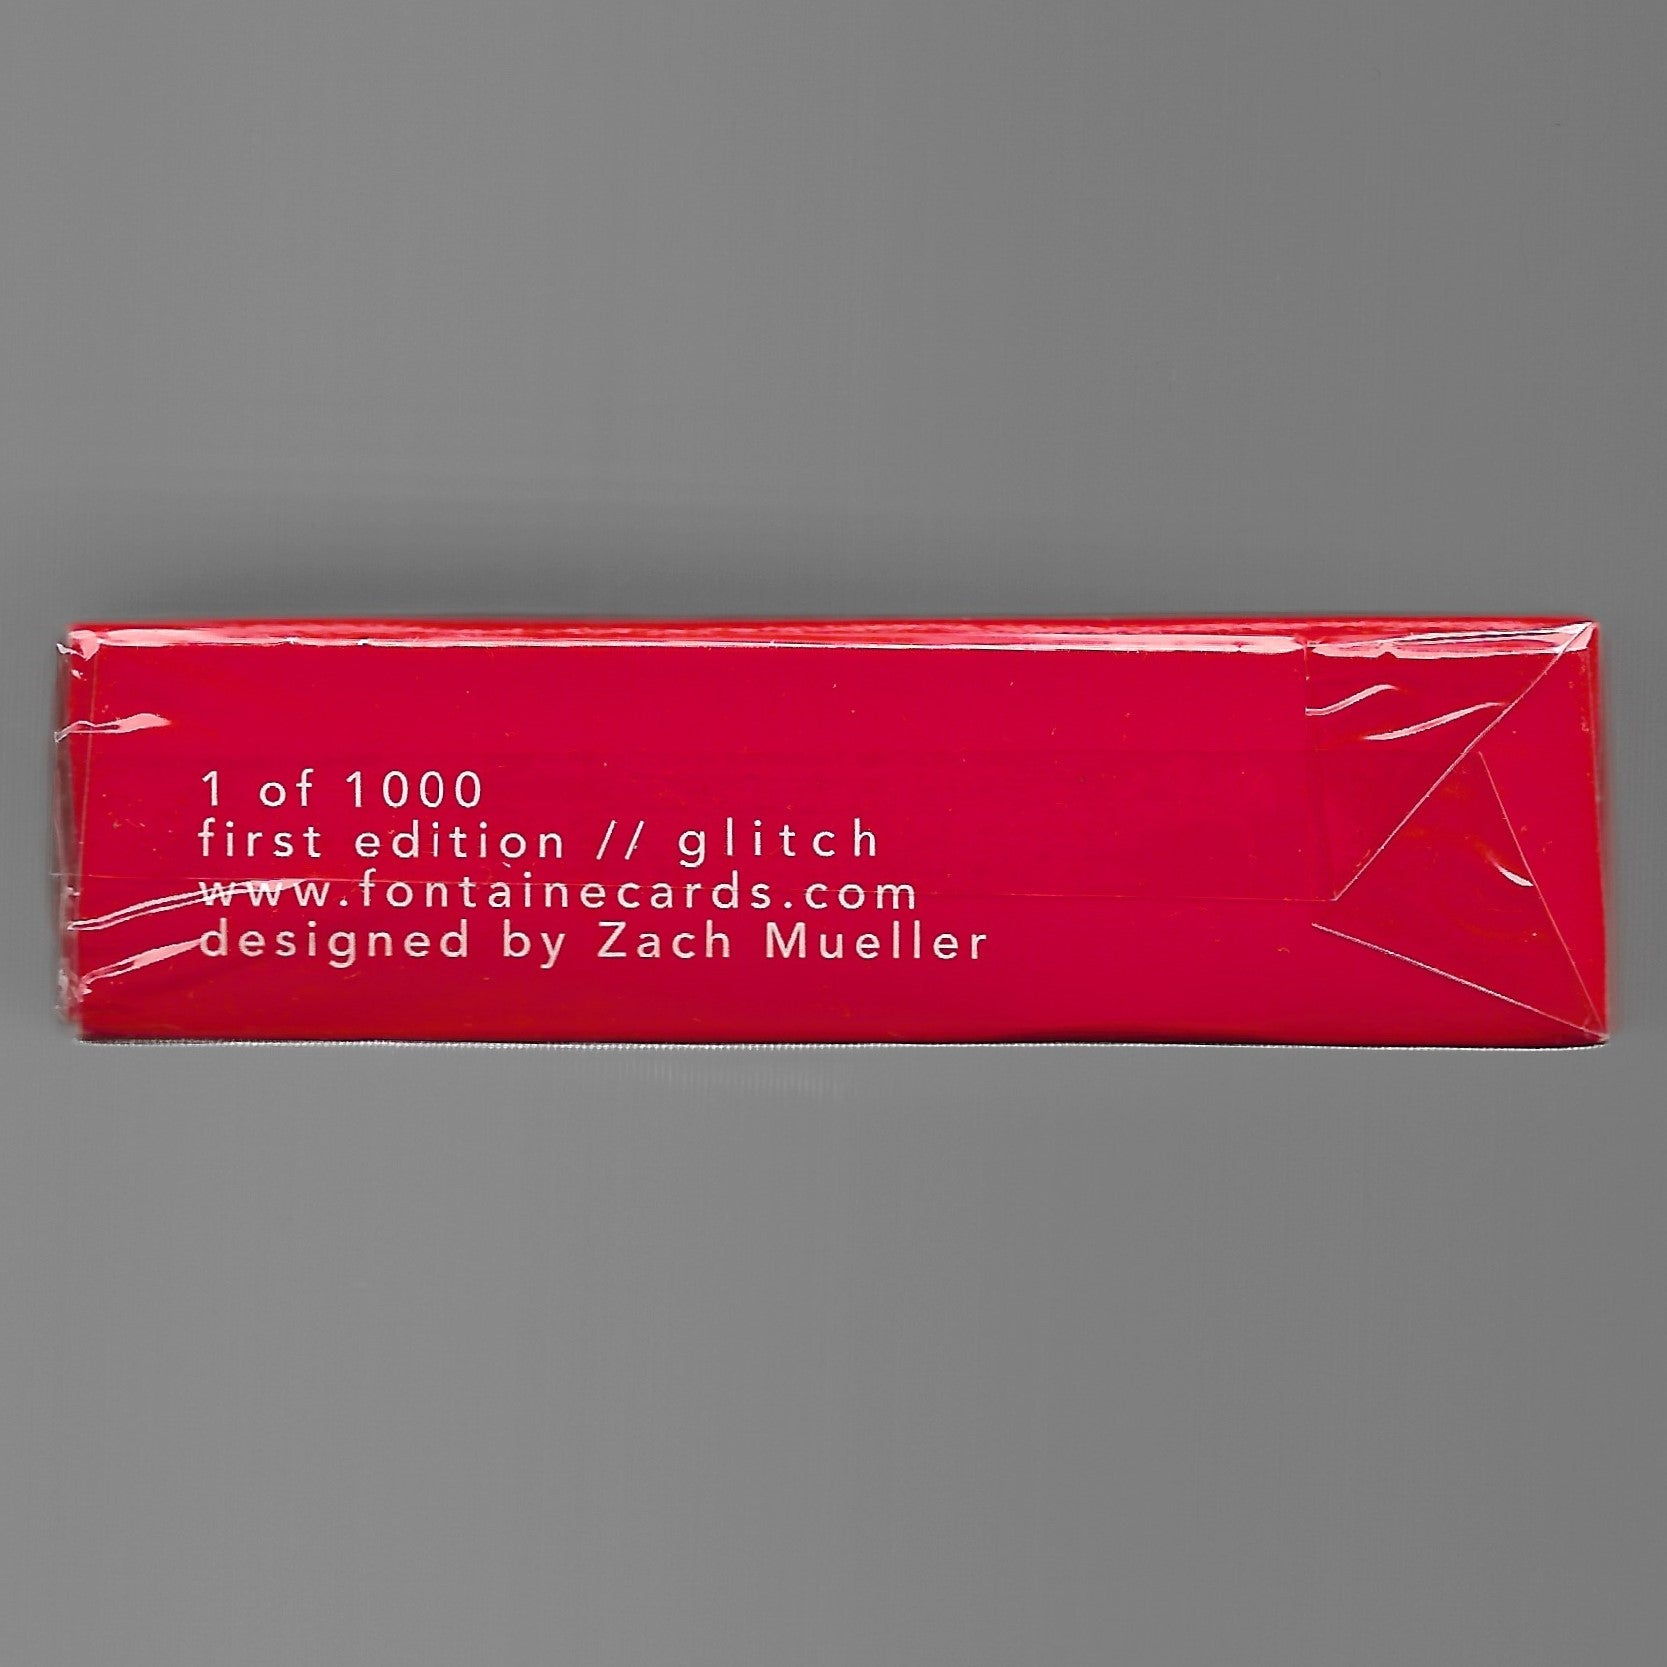 1 of 1000
first edition // glitch
www.fontainecards.com
designed by Zach Mueller